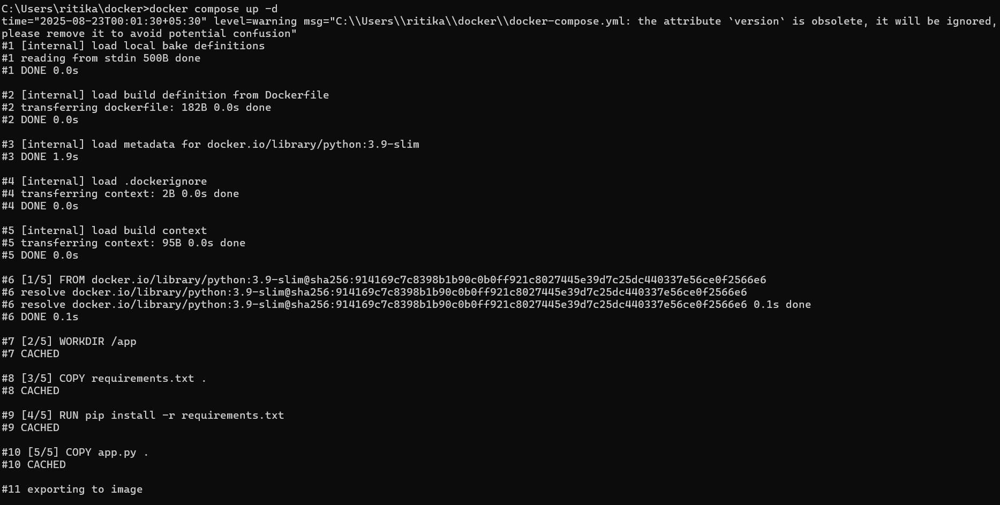 C:\Users\ritika\docker>docker compose up -d
time="2025-08-23T00:01:30+05:30" level=warning msg="C:\\Users\\ritika\\docker\\docker-compose.yml: the attribute `version` is obsolete, it will be ignored,
please remove it to avoid potential confusion"
#1 [internal] load local bake definitions
#1 reading from stdin 500B done
#1 DONE 0.0s
#2 [internal] load build definition from Dockerfile
#2 transferring dockerfile: 182B 0.0s done
#2 DONE 0.0s
#3 [internal] load metadata for docker.io/library/python:3.9-slim
#3 DONE 1.9s
#4 [internal] load .dockerignore
#4 transferring context: 2B 0.0s done
#4 DONE 0.0s
#5 [internal] load build context
#5 transferring context: 95B 0.0s done
#5 DONE 0.0s
#6 [1/5] FROM docker.io/library/python:3.9-slim@sha256:914169c7c8398b1b90c0b0ff921c8027445e39d7c25dc440337e56ce0f2566e6
#6 resolve docker.io/library/python:3.9-slim@sha256:914169c7c8398b1b90c0b0ff921c8027445e39d7c25dc440337e56ce0f2566e6
#6 resolve docker.io/library/python:3.9-slim@sha256:914169c7c8398b1b90c0b0ff921c8027445e39d7c25dc440337e56ce0f2566e6 0.1s done
#6 DONE 0.1s
#7 [2/5] WORKDIR /app
#7 CACHED
#8 [3/5] COPY requirements.txt .
#8 CACHED
#9 [4/5] RUN pip install -r requirements.txt
#9 CACHED
#10 [5/5] COPY app.py .
#10 CACHED
#11 exporting to image